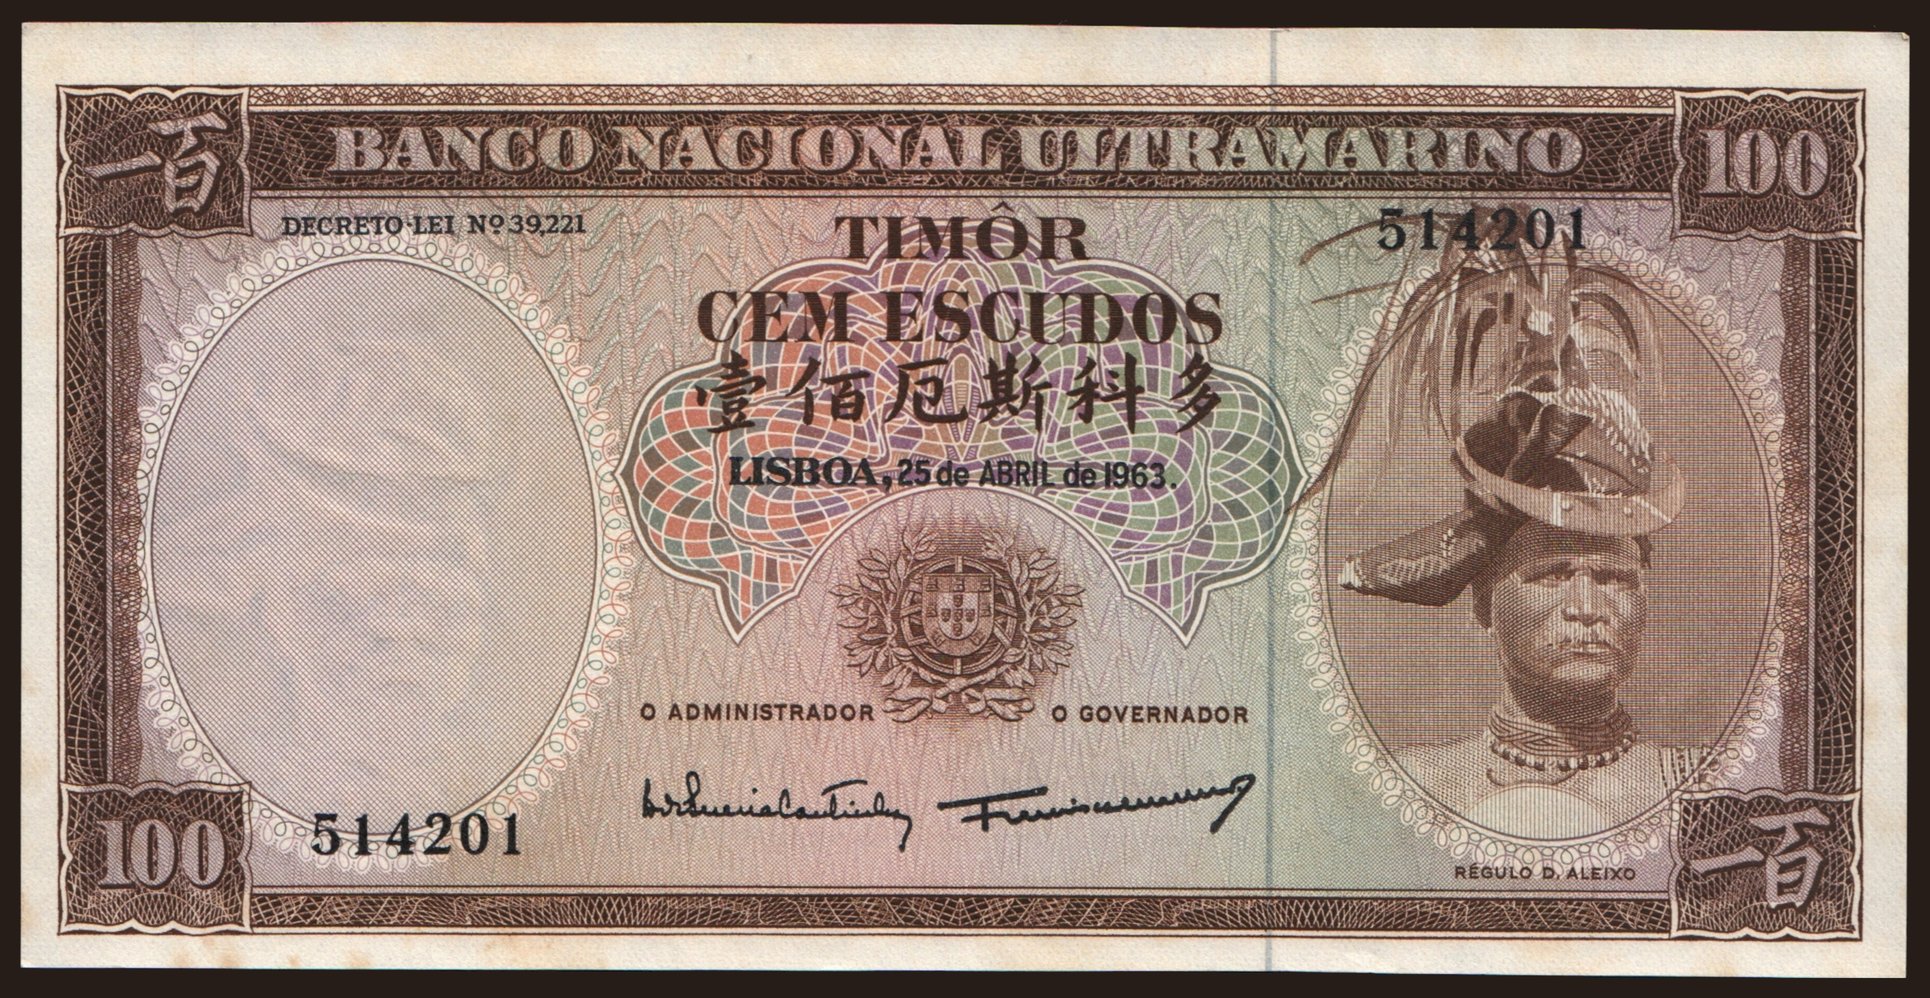 一百
BANCO NACIONAL ULTRAMARINO
100
DECRETO-LEI Nº 39,221
TIMÔR
514201
CEM ESCUDOS
壹佰厄斯科多
LISBOA, 25 de ABRIL de 1963.
O ADMINISTRADOR
O GOVERNADOR
514201
RÉGULO D. ALEIXO
100
一百